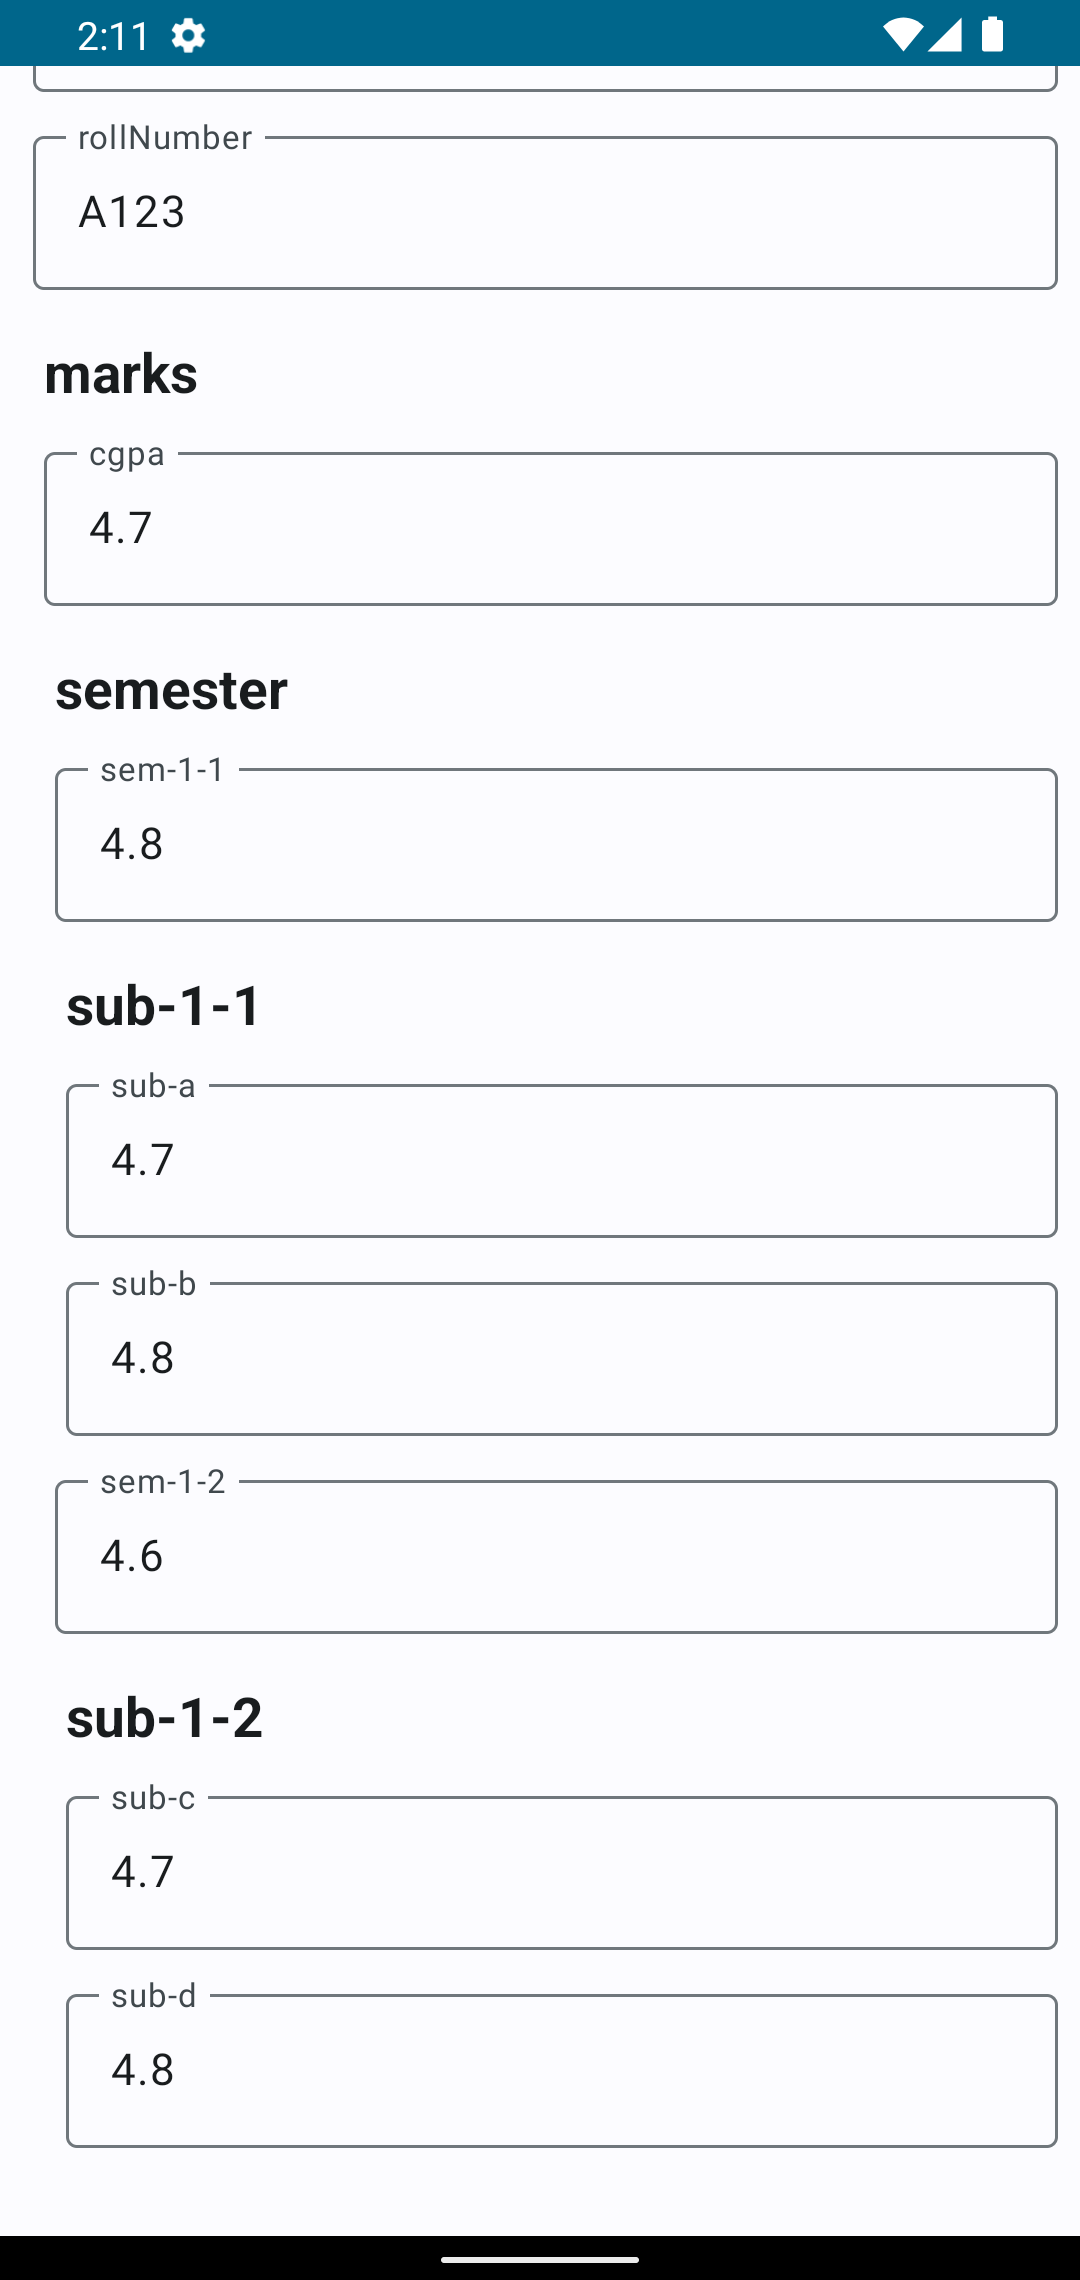 2:11
rollNumber
A123
marks
cgpa
4.7
semester
sem-1-1
4.8
sub-1-1
sub-a
4.7
sub-b
4.8
sem-1-2
4.6
sub-1-2
sub-c
4.7
sub-d
4.8